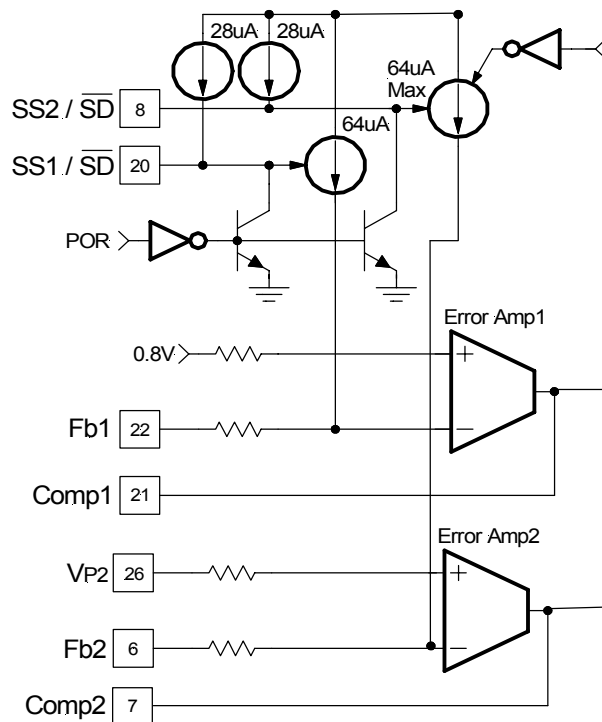 28uA 28uA
64uA
Max
SS2 / SD 8
64uA
SS1 / SD 20
POR
Error Amp1
0.8V
+
Fb1 22
−
Comp1 21
Error Amp2
VP2 26
+
Fb2 6
−
Comp2 7